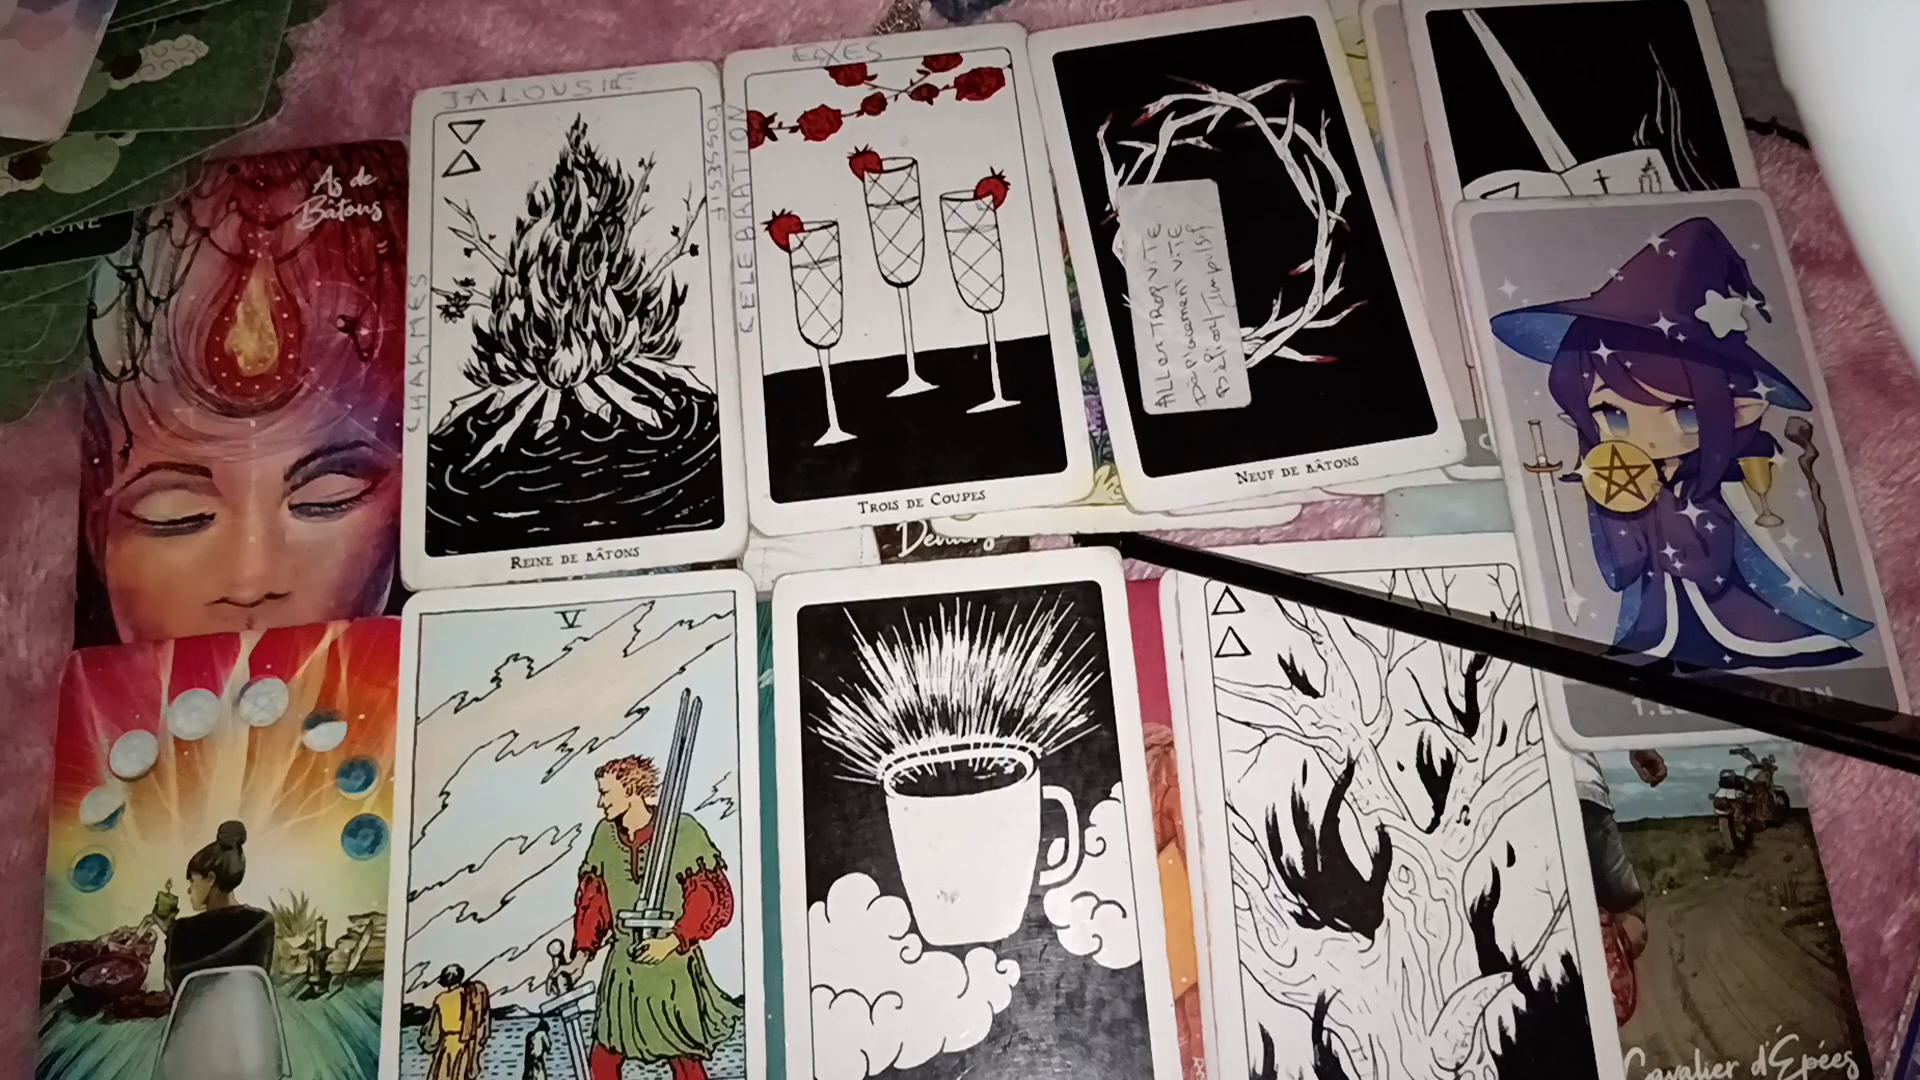 As de
Bâtons
JALOUSIE
CHARMES
REINE DE BÂTONS
EXES
CELEBRATION
TROIS DE COUPES
ALLER TROP VITE
Déplacement VITE
NEUF DE BÂTONS
V
Cavalier d'Épées